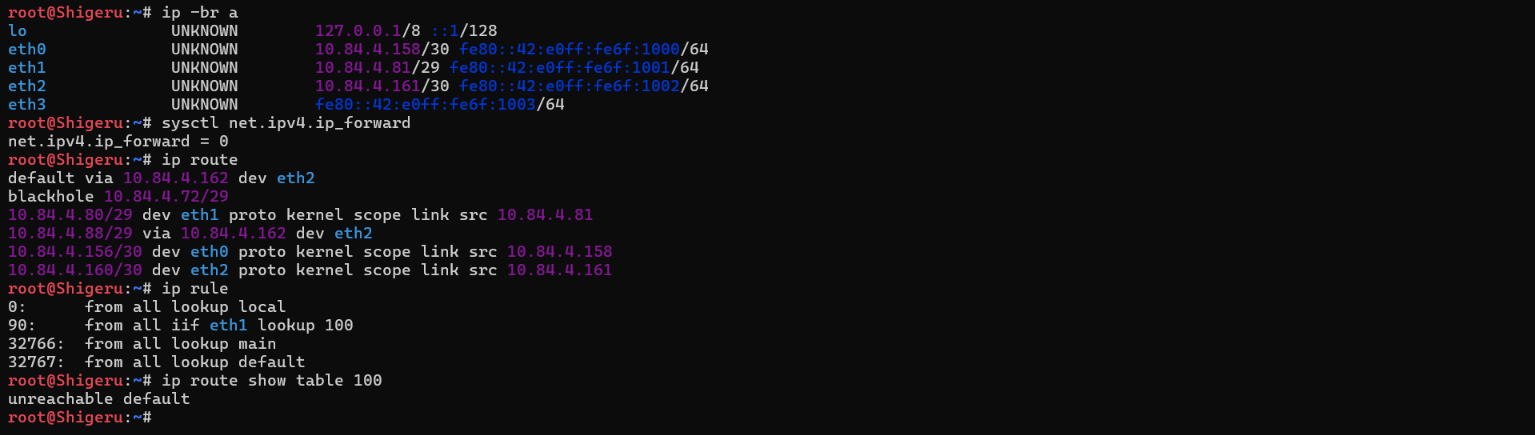 root@Shigeru:~# ip -br a
lo               UNKNOWN        127.0.0.1/8 ::1/128
eth0             UNKNOWN        10.84.4.158/30 fe80::42:e0ff:fe6f:1000/64
eth1             UNKNOWN        10.84.4.81/29 fe80::42:e0ff:fe6f:1001/64
eth2             UNKNOWN        10.84.4.161/30 fe80::42:e0ff:fe6f:1002/64
eth3             UNKNOWN        fe80::42:e0ff:fe6f:1003/64
root@Shigeru:~# sysctl net.ipv4.ip_forward
net.ipv4.ip_forward = 0
root@Shigeru:~# ip route
default via 10.84.4.162 dev eth2
blackhole 10.84.4.72/29
10.84.4.80/29 dev eth1 proto kernel scope link src 10.84.4.81
10.84.4.88/29 via 10.84.4.162 dev eth2
10.84.4.156/30 dev eth0 proto kernel scope link src 10.84.4.158
10.84.4.160/30 dev eth2 proto kernel scope link src 10.84.4.161
root@Shigeru:~# ip rule
0:      from all lookup local
90:     from all iif eth1 lookup 100
32766:  from all lookup main
32767:  from all lookup default
root@Shigeru:~# ip route show table 100
unreachable default
root@Shigeru:~#